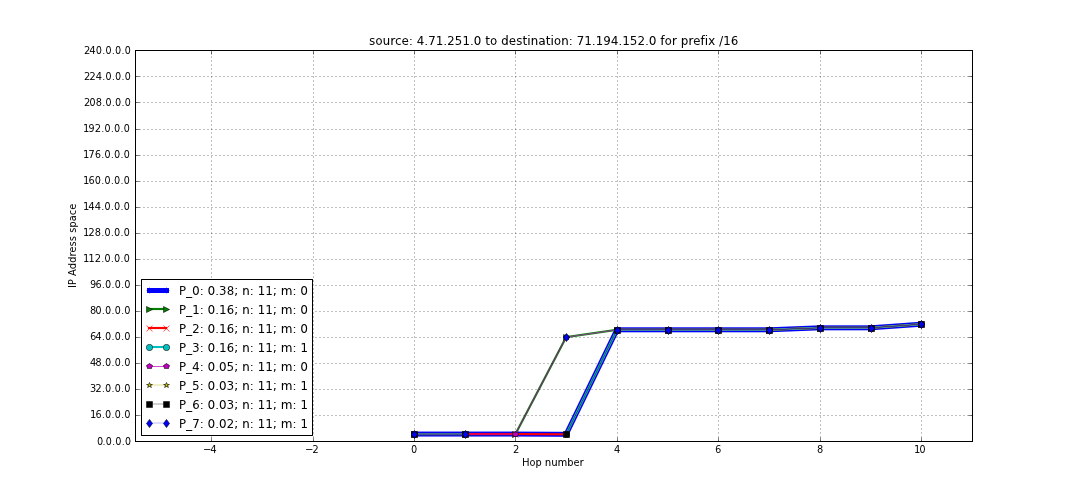 source: 4.71.251.0 to destination: 71.194.152.0 for prefix /16
240.0.0.0
224.0.0.0
208.0.0.0
192.0.0.0
176.0.0.0
160.0.0.0
144.0.0.0
128.0.0.0
112.0.0.0
96.0.0.0
80.0.0.0
64.0.0.0
48.0.0.0
32.0.0.0
16.0.0.0
0.0.0.0
IP Address space
P_0: 0.38; n: 11; m: 0
P_1: 0.16; n: 11; m: 0
P_2: 0.16; n: 11; m: 0
P_3: 0.16; n: 11; m: 1
P_4: 0.05; n: 11; m: 0
P_5: 0.03; n: 11; m: 1
P_6: 0.03; n: 11; m: 1
P_7: 0.02; n: 11; m: 1
−4 −2 0 2 4 6 8 10
Hop number